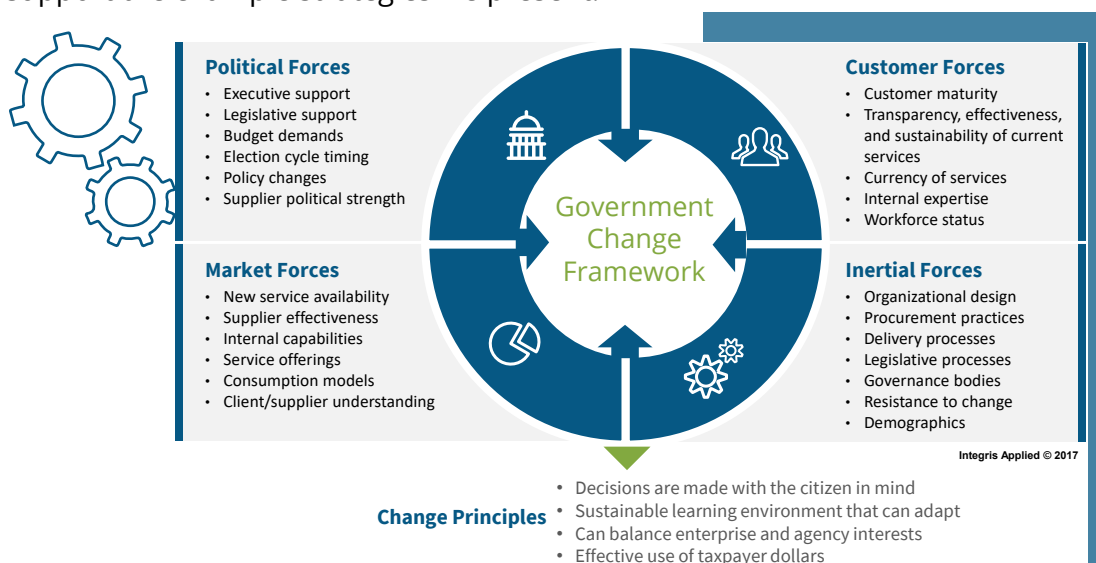 Political Forces
• Executive support
• Legislative support
• Budget demands
• Election cycle timing
• Policy changes
• Supplier political strength
Customer Forces
• Customer maturity
• Transparency, effectiveness,
and sustainability of current
services
• Currency of services
• Internal expertise
• Workforce status
Government
Change
Framework
Market Forces
• New service availability
• Supplier effectiveness
• Internal capabilities
• Service offerings
• Consumption models
• Client/supplier understanding
Inertial Forces
• Organizational design
• Procurement practices
• Delivery processes
• Legislative processes
• Governance bodies
• Resistance to change
• Demographics
Integris Applied © 2017
Change Principles
• Decisions are made with the citizen in mind
• Sustainable learning environment that can adapt
• Can balance enterprise and agency interests
• Effective use of taxpayer dollars